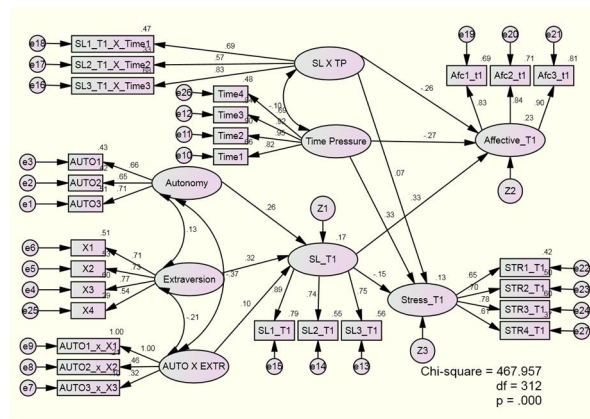 e18 SL1_T1_X_Time1 .47
e17 SL2_T1_X_Time2
e16 SL3_T1_X_Time3
.69
.57
.83
SL X TP
e26 Time4 .48
e12 Time3
e11 Time2
e10 Time1
-.10
.82
.95
.82
Time Pressure
e19 e20 e21
.69 .71 .81
Afc1_t1 Afc2_t1 Afc3_t1
.83 .84 .90
.23
Affective_T1
Z2
-.26
-.27
.07
.33
.33
e3 AUTO1 .43
e2 AUTO2
e1 AUTO3
.66
.65
.71
Autonomy
.26
.13
-.37
Z1
.17
SL_T1
e6 X1 .51
e5 X2
e4 X3
e25 X4
.71
.73
.77
.54
Extraversion
.32
-.21
.10
-.15
.89 .74 .75
SL1_T1 .79 SL2_T1 .55 SL3_T1 .56
e15 e14 e13
.13
Stress_T1
Z3
.65
.70
.78
.61
.42
STR1_T1 e22
STR2_T1 e23
STR3_T1 e24
STR4_T1 e27
e9 AUTO1_x_X1 1.00
e8 AUTO2_x_X2
e7 AUTO3_x_X3
1.00
.46
.32
AUTO X EXTR
Chi-square = 467.957
df = 312
p = .000